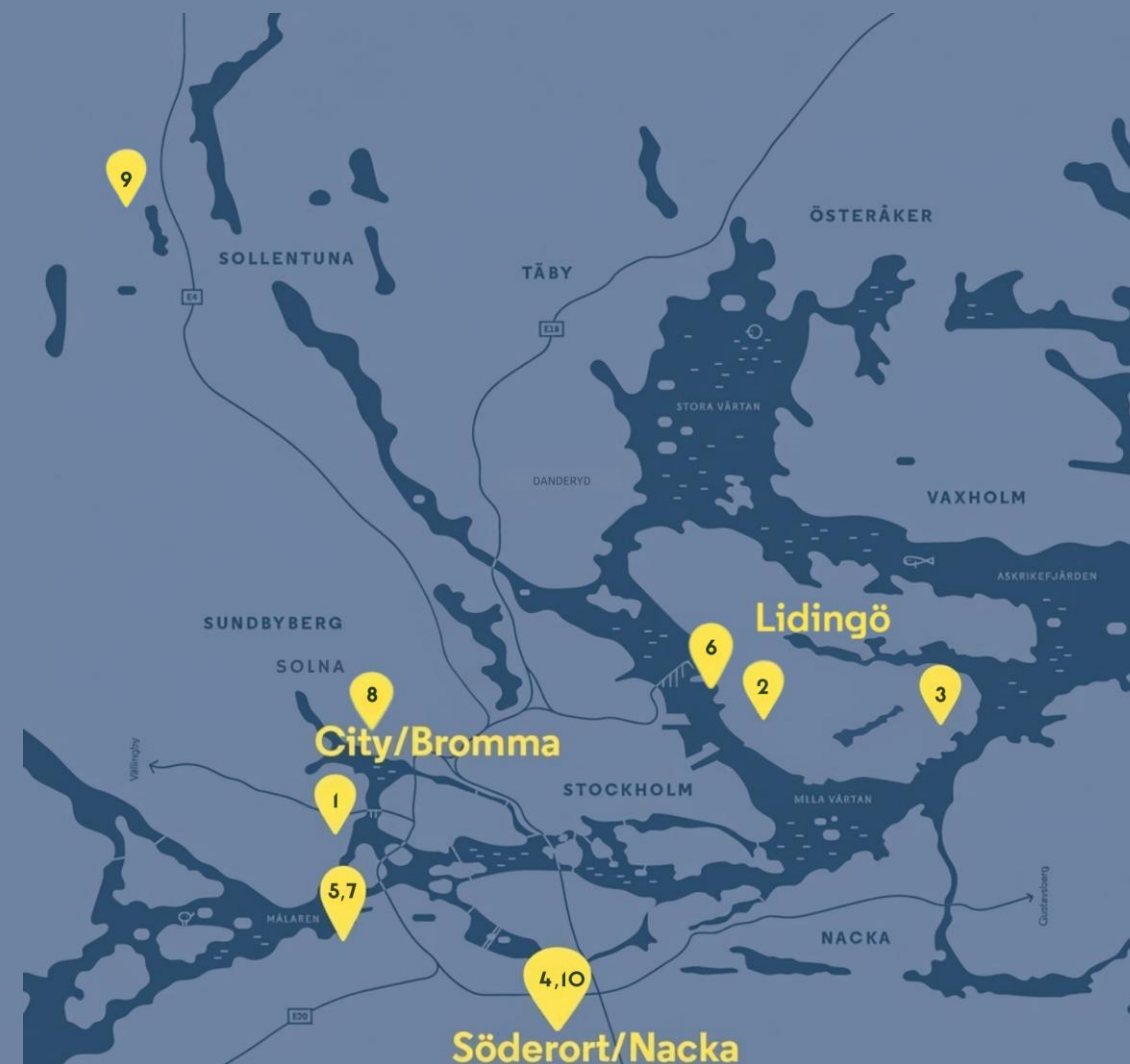 9
ÖSTERÅKER
SOLLENTUNA
TÄBY
E4
E18
STORA VÄRTAN
DANDERYD
VAXHOLM
ASKRIKEFJÄRDEN
Lidingö
SUNDBYBERG
6
SOLNA
2
3
8
City/Bromma
Vällingby
STOCKHOLM
1
MLLA VÄRTAN
5,7
Gustavsberg
MÄLAREN
NACKA
4,10
E20
Söderort/Nacka